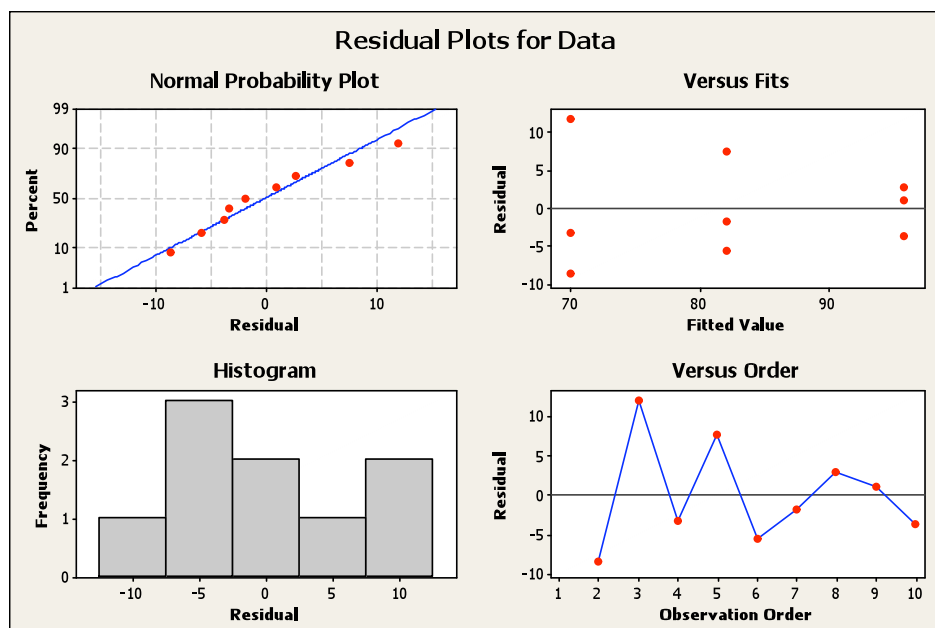 Residual Plots for Data
Normal Probability Plot
99
90
50
10
1
Percent
-10 0 10
Residual
Versus Fits
10
5
0
-5
-10
Residual
70 80 90
Fitted Value
Histogram
3
2
1
0
Frequency
-10 -5 0 5 10
Residual
Versus Order
10
5
0
-5
-10
Residual
1 2 3 4 5 6 7 8 9 10
Observation Order